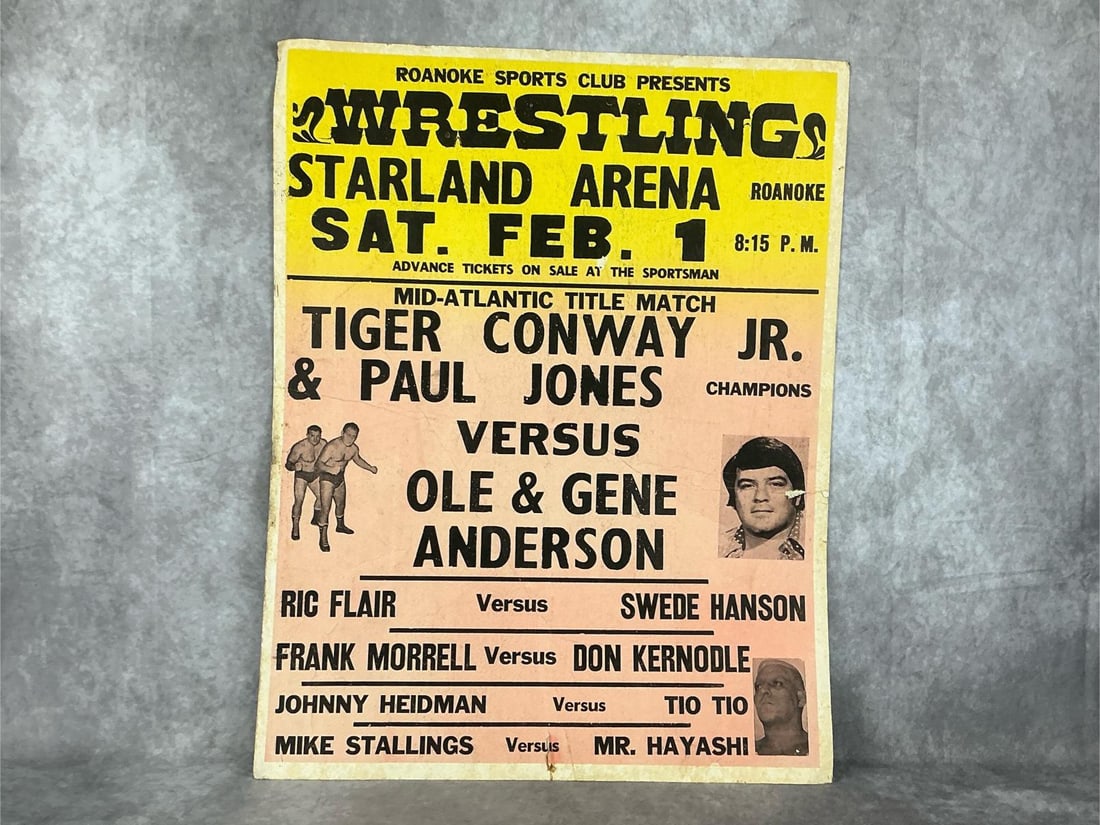 ROANOKE SPORTS CLUB PRESENTS
WRESTLING
STARLAND ARENA ROANOKE
SAT. FEB. 1 8:15 P.M.
ADVANCE TICKETS ON SALE AT THE SPORTSMAN
MID-ATLANTIC TITLE MATCH
TIGER CONWAY JR.
& PAUL JONES CHAMPIONS
VERSUS
OLE & GENE
ANDERSON
RIC FLAIR Versus SWEDE HANSON
FRANK MORRELL Versus DON KERNODLE
JOHNNY HEIDMAN Versus TIO TIO
MIKE STALLINGS Versus MR. HAYASHI